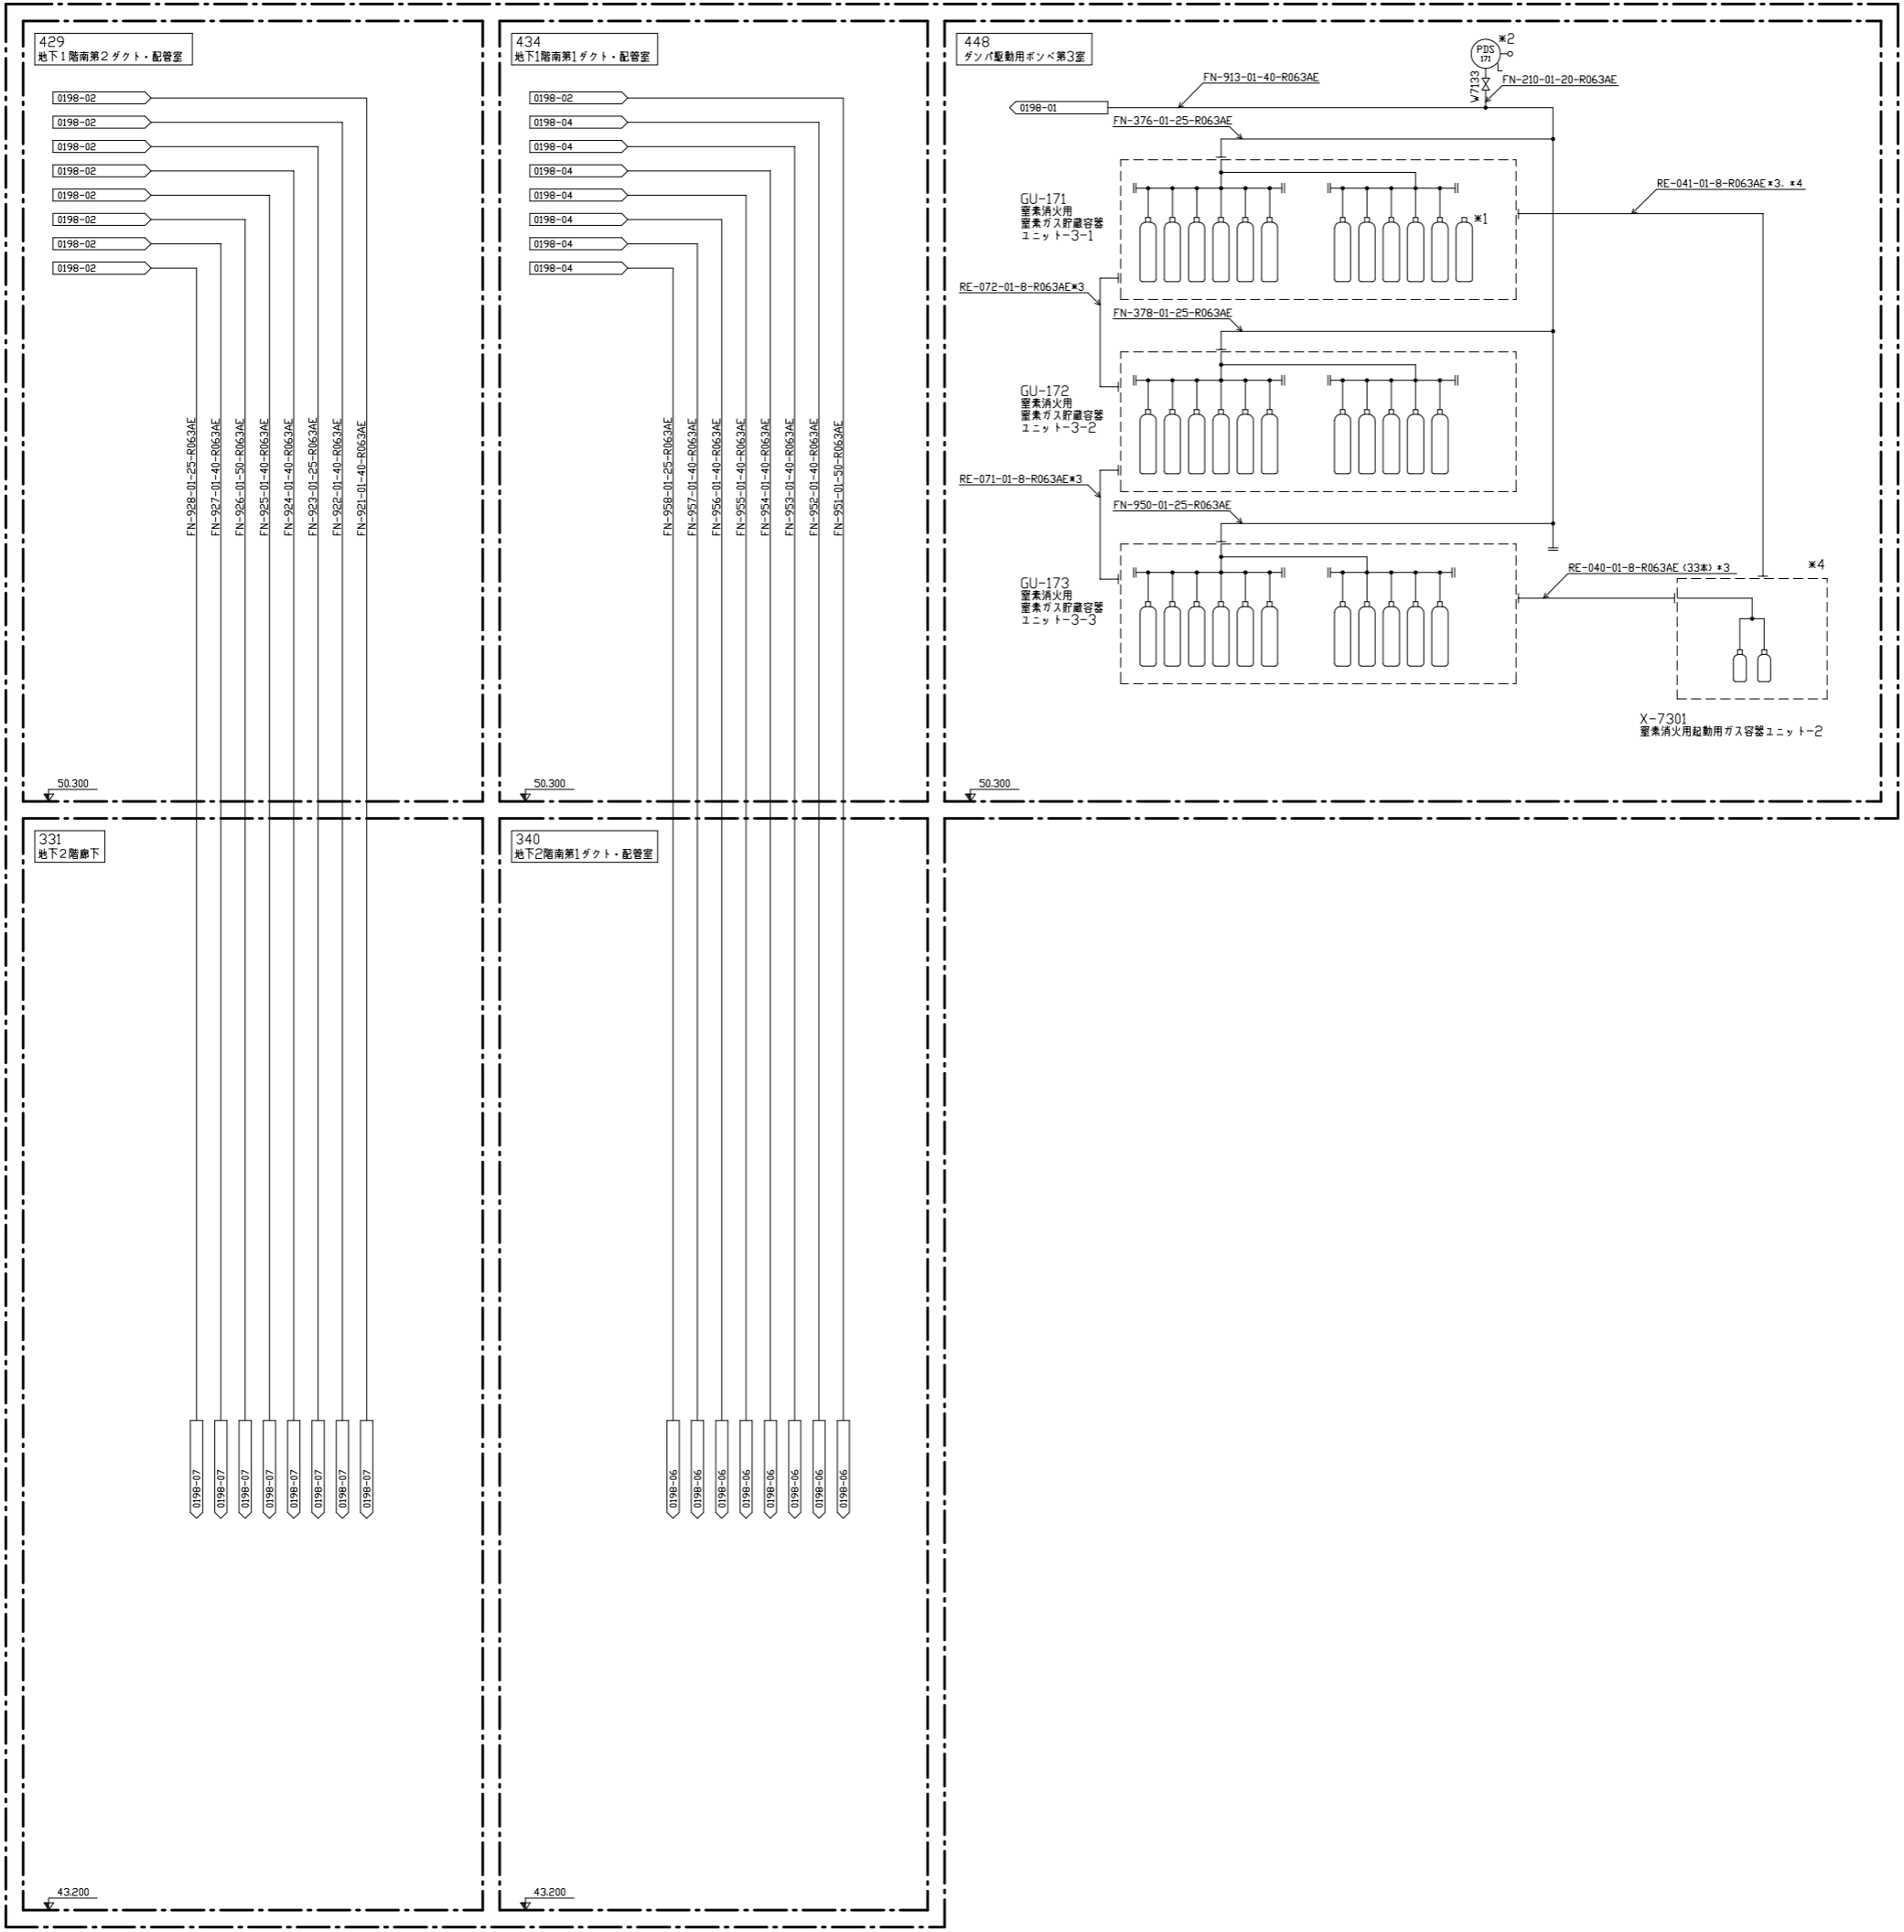 429
地下1階南第2ダクト・配管室
0198-02
0198-02
0198-02
0198-02
0198-02
0198-02
0198-02
0198-02
FN-928-01-25-R063AE
FN-927-01-40-R063AE
FN-926-01-50-R063AE
FN-925-01-40-R063AE
FN-924-01-40-R063AE
FN-923-01-25-R063AE
FN-922-01-40-R063AE
FN-921-01-40-R063AE
50.300
434
地下1階南第1ダクト・配管室
0198-02
0198-04
0198-04
0198-04
0198-04
0198-04
0198-04
0198-04
FN-958-01-25-R063AE
FN-957-01-40-R063AE
FN-956-01-40-R063AE
FN-955-01-40-R063AE
FN-954-01-40-R063AE
FN-953-01-40-R063AE
FN-952-01-40-R063AE
FN-951-01-50-R063AE
50.300
448
ダンパ駆動用ボンベ第3室
PDS
171
*2
W7133
FN-913-01-40-R063AE
FN-210-01-20-R063AE
0198-01
FN-376-01-25-R063AE
GU-171
窒素消火用
窒素ガス貯蔵容器
ユニット-3-1
*1
RE-041-01-8-R063AE*3.*4
RE-072-01-8-R063AE*3
FN-378-01-25-R063AE
GU-172
窒素消火用
窒素ガス貯蔵容器
ユニット-3-2
RE-071-01-8-R063AE*3
FN-950-01-25-R063AE
GU-173
窒素消火用
窒素ガス貯蔵容器
ユニット-3-3
RE-040-01-8-R063AE(33本)*3
*4
X-7301
窒素消火用起動用ガス容器ユニット-2
50.300
331
地下2階廊下
0198-07
0198-07
0198-07
0198-07
0198-07
0198-07
0198-07
0198-07
43.200
340
地下2階南第1ダクト・配管室
0198-06
0198-06
0198-06
0198-06
0198-06
0198-06
0198-06
0198-06
43.200